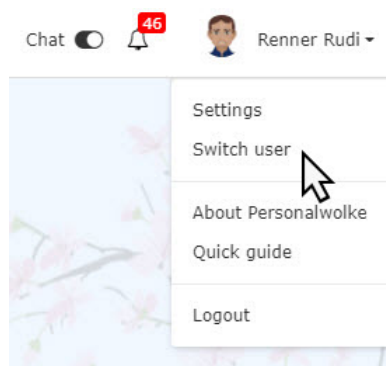 Chat
46
Renner Rudi
Settings
Switch user
About Personalwolke
Quick guide
Logout